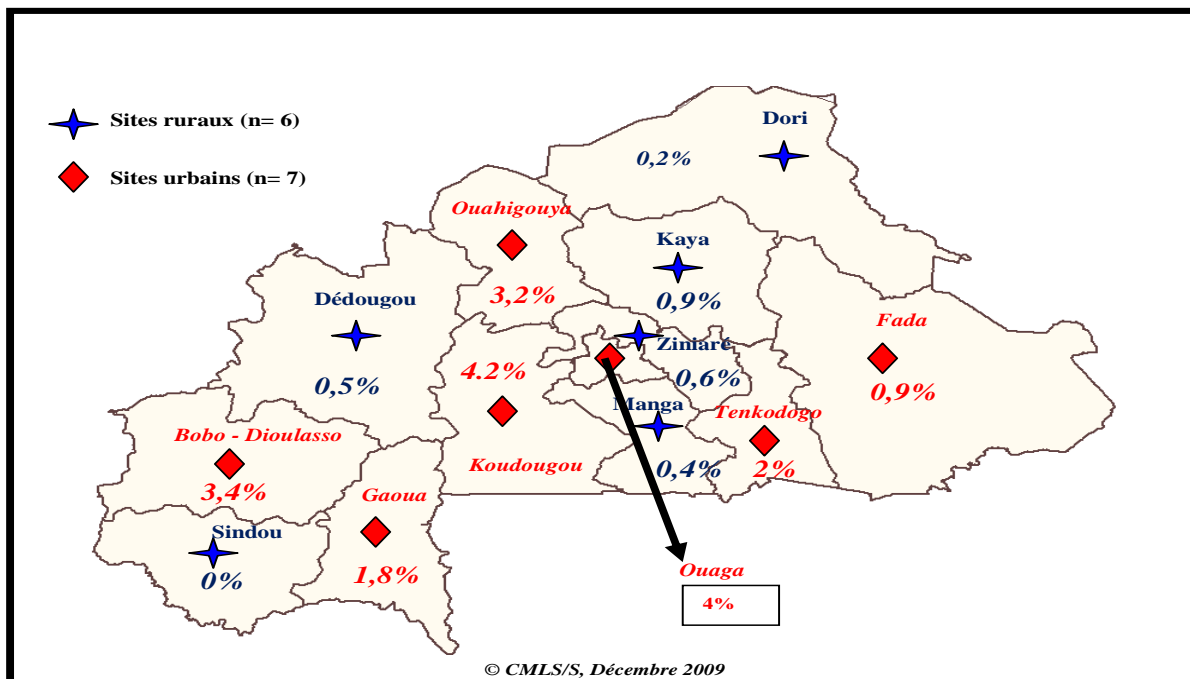 Sites ruraux (n= 6)
Sites urbains (n= 7)
Dori
0,2%
Ouahigouya
3,2%
Kaya
0,9%
Dédougou
0,5%
Fada
0,9%
Ziniaré
0,6%
4.2%
Koudougou
Manga
0,4%
Tenkodogo
2%
Bobo - Dioulasso
3,4%
Gaoua
1,8%
Sindou
0%
Ouaga
4%
© CMLS/S, Décembre 2009